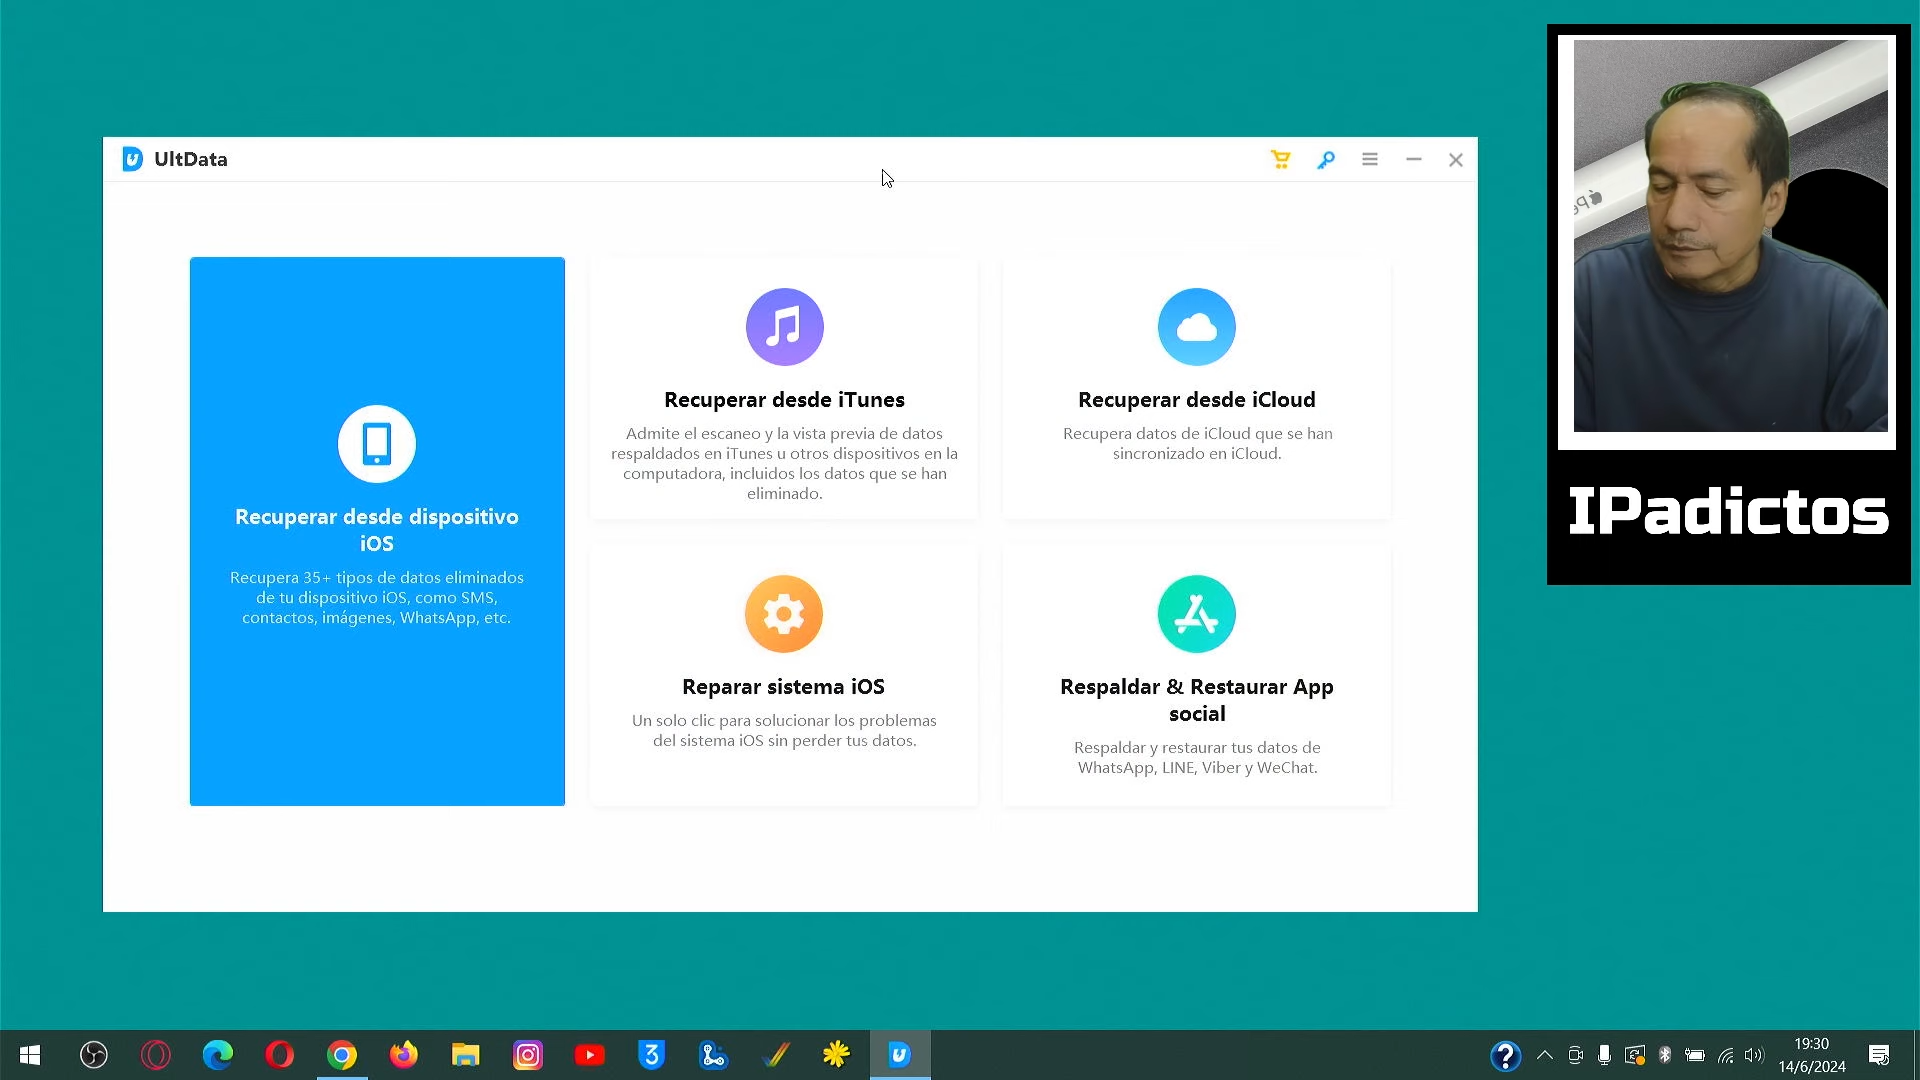 UltData
Recuperar desde dispositivo
iOS
Recupera 35+ tipos de datos eliminados
de tu dispositivo iOS, como SMS,
contactos, imágenes, WhatsApp, etc.
Recuperar desde iTunes
Admite el escaneo y la vista previa de datos
respaldados en iTunes u otros dispositivos en la
computadora, incluidos los datos que se han
eliminado.
Recuperar desde iCloud
Recupera datos de iCloud que se han
sincronizado en iCloud.
Reparar sistema iOS
Un solo clic para solucionar los problemas
del sistema iOS sin perder tus datos.
Respaldar & Restaurar App
social
Respaldar y restaurar tus datos de
WhatsApp, LINE, Viber y WeChat.
IPadictos
19:30
14/6/2024